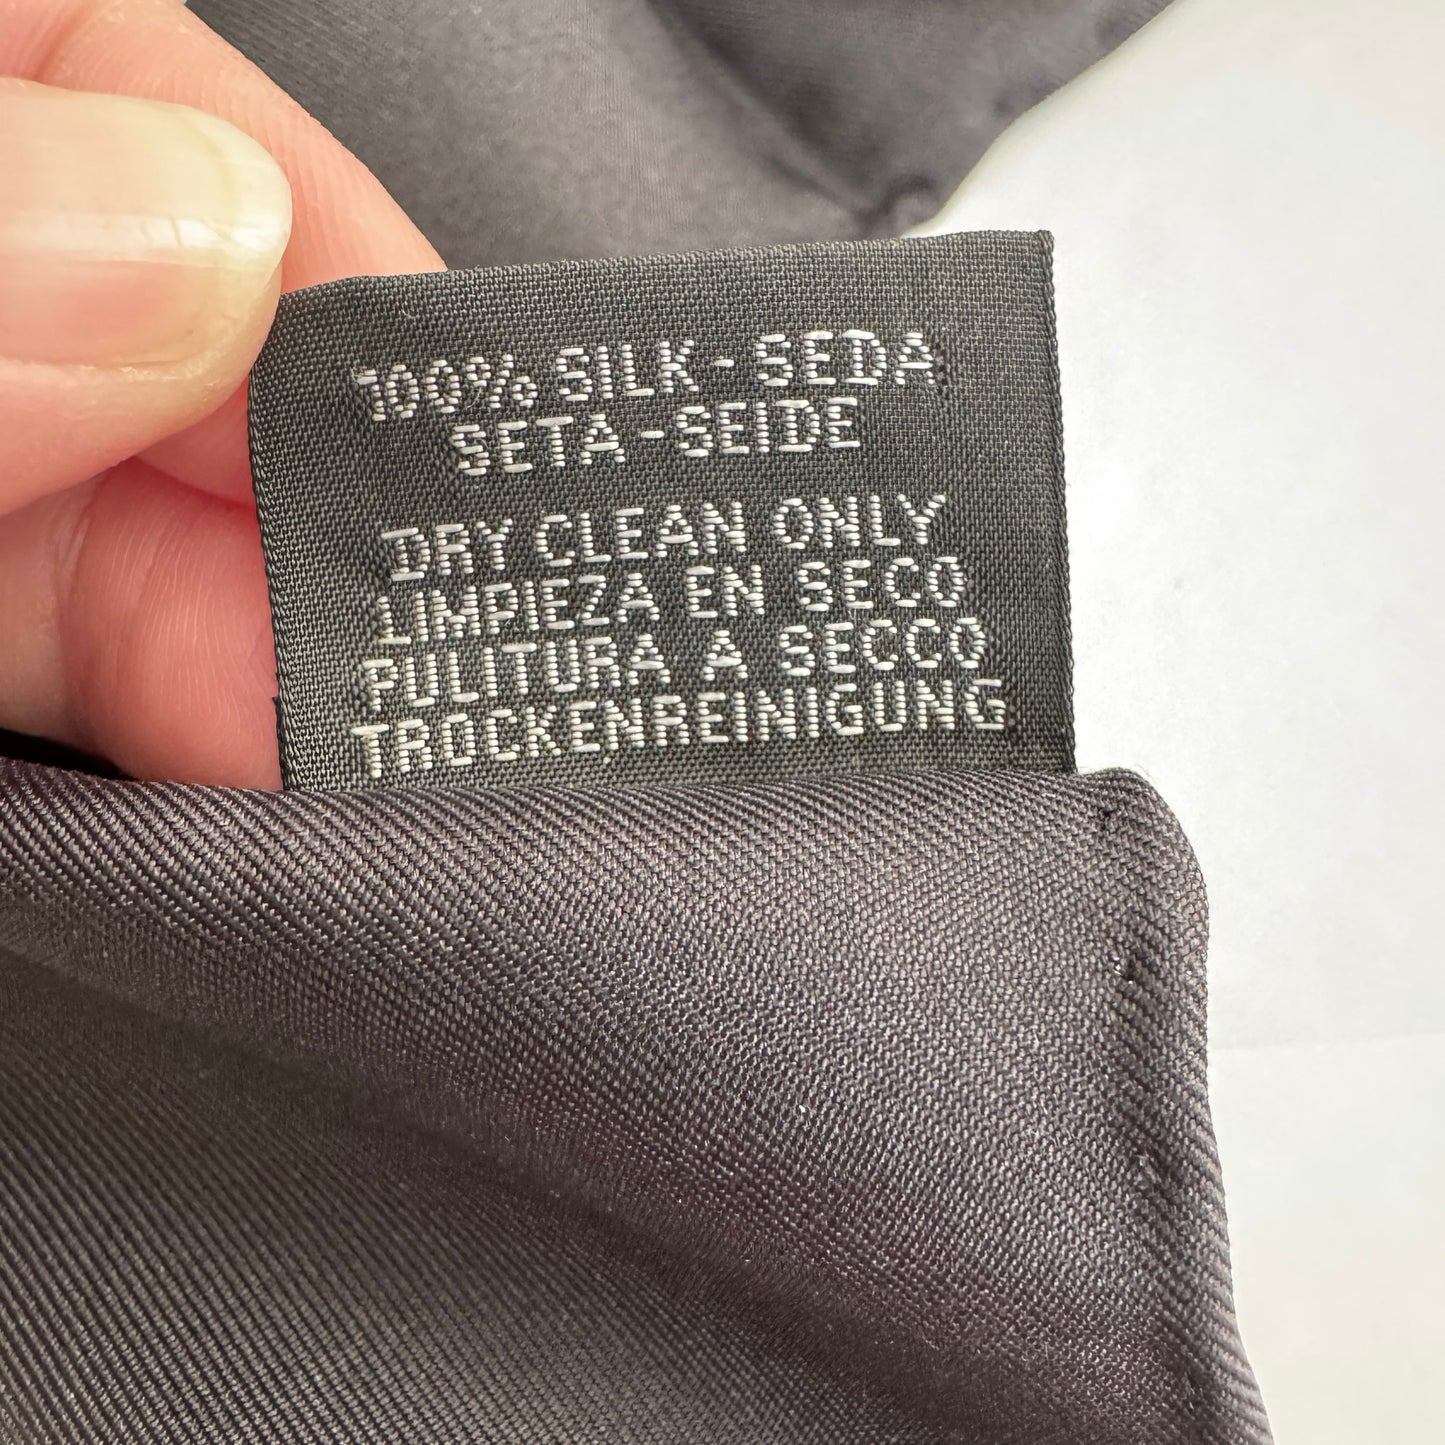 100% SILK - SEDA
SETA - SEIDE
DRY CLEAN ONLY
LIMPIEZA EN SECO
PULITURA A SECCO
TROCKENREINIGUNG